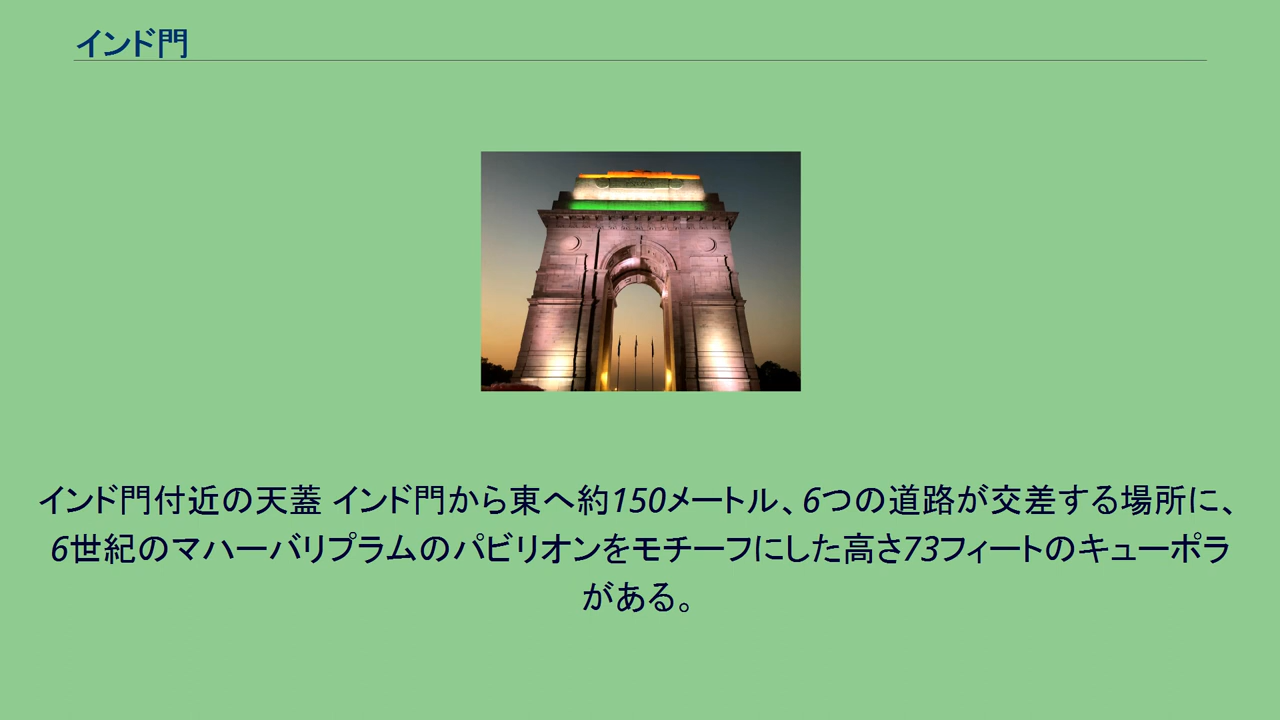 インド門
インド門付近の天蓋 インド門から東へ約150メートル、6つの道路が交差する場所に、
6世紀のマハーバリプラムのパビリオンをモチーフにした高さ73フィートのキューポラ
がある。